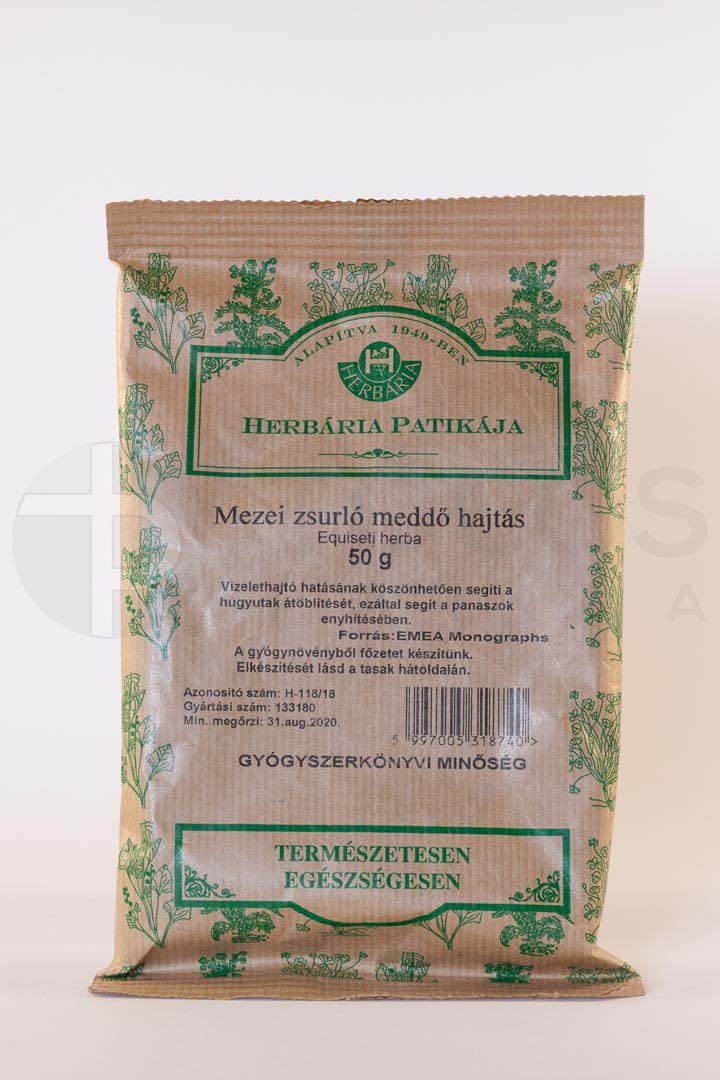 ALAPÍTVA 1949-BEN
H
HERBÁRIA
HERBÁRIA PATIKÁJA
Mezei zsurló meddő hajtás
Equiseti herba
50 g
Vizelethajtó hatásának köszönhetően segíti a
húgyutak átöblítését, ezáltal segít a panaszok
enyhítésében.
Forrás:EMEA Monographs
A gyógynövényből főzetet készítünk.
Elkészítését lásd a tasak hátoldalán.
Azonosító szám: H-118/18
Gyártási szám: 133180
Min. megőrzi: 31.aug.2020.
5 997005 318740 >
GYÓGYSZERKÖNYVI MINŐSÉG
TERMÉSZETESEN
EGÉSZSÉGESEN